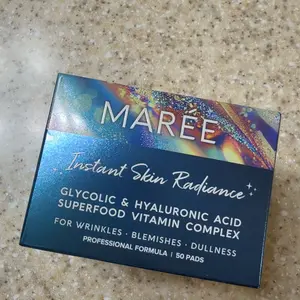 MARÉE
Instant Skin Radiance
GLYCOLIC & HYALURONIC ACID
SUPERFOOD VITAMIN COMPLEX
FOR WRINKLES · BLEMISHES · DULLNESS
PROFESSIONAL FORMULA | 50 PADS